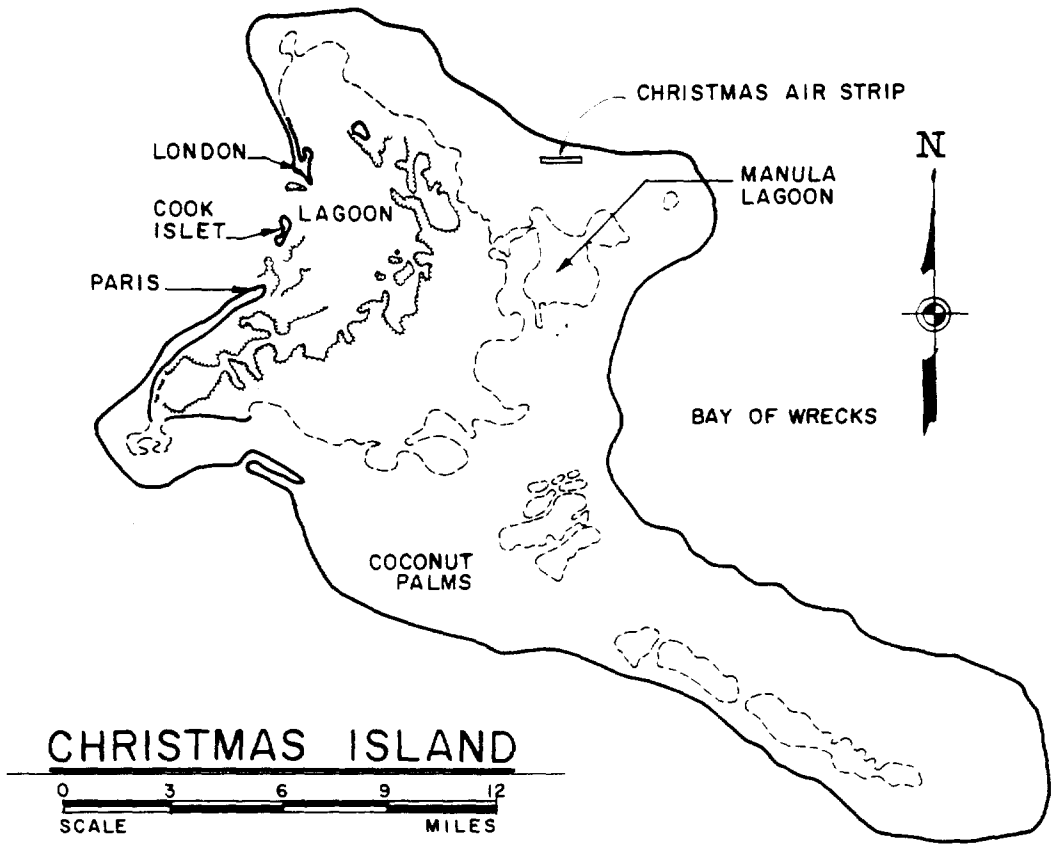 CHRISTMAS AIR STRIP
N
LONDON
MANULA
LAGOON
COOK
ISLET
LAGOON
PARIS
BAY OF WRECKS
COCONUT
PALMS
CHRISTMAS ISLAND
0 3 6 9 12
SCALE MILES